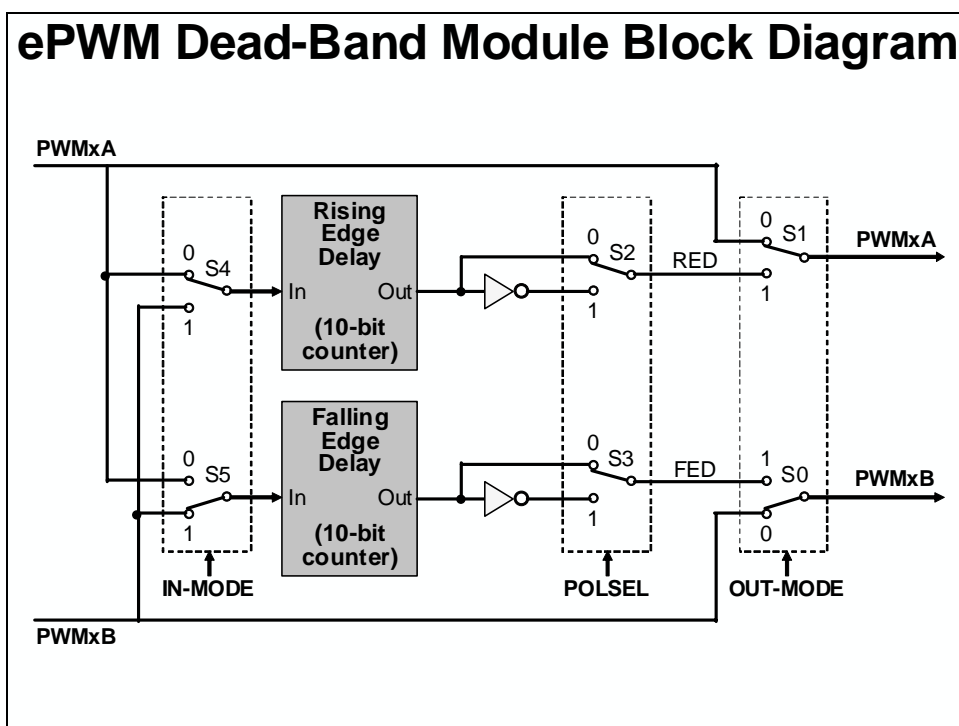 ePWM Dead-Band Module Block Diagram
PWMxA
0
S4
1
Rising
Edge
Delay
In
Out
(10-bit
counter)
0
S2
1
RED
0
S1
1
PWMxA
0
S5
1
Falling
Edge
Delay
In
Out
(10-bit
counter)
0
S3
1
FED
1
S0
0
PWMxB
IN-MODE
POLSEL
OUT-MODE
PWMxB